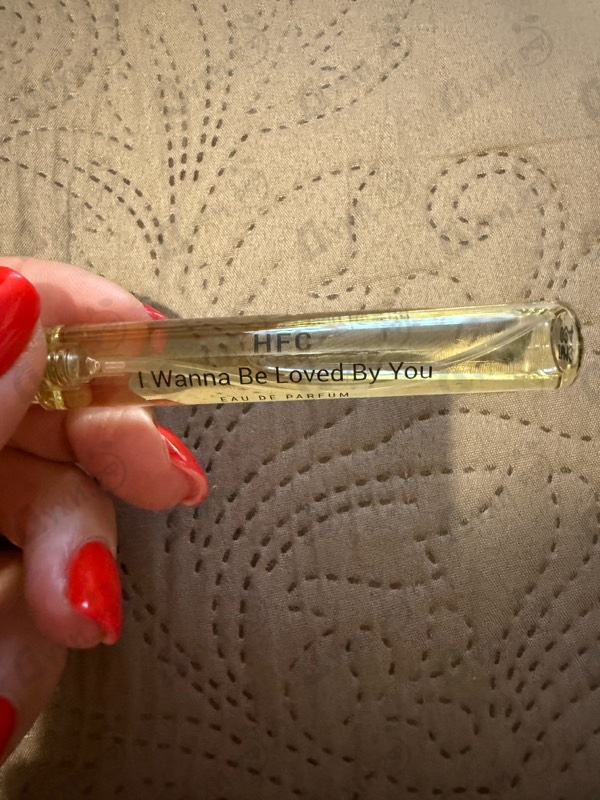 HFC
I Wanna Be Loved By You
EAU DE PARFUM